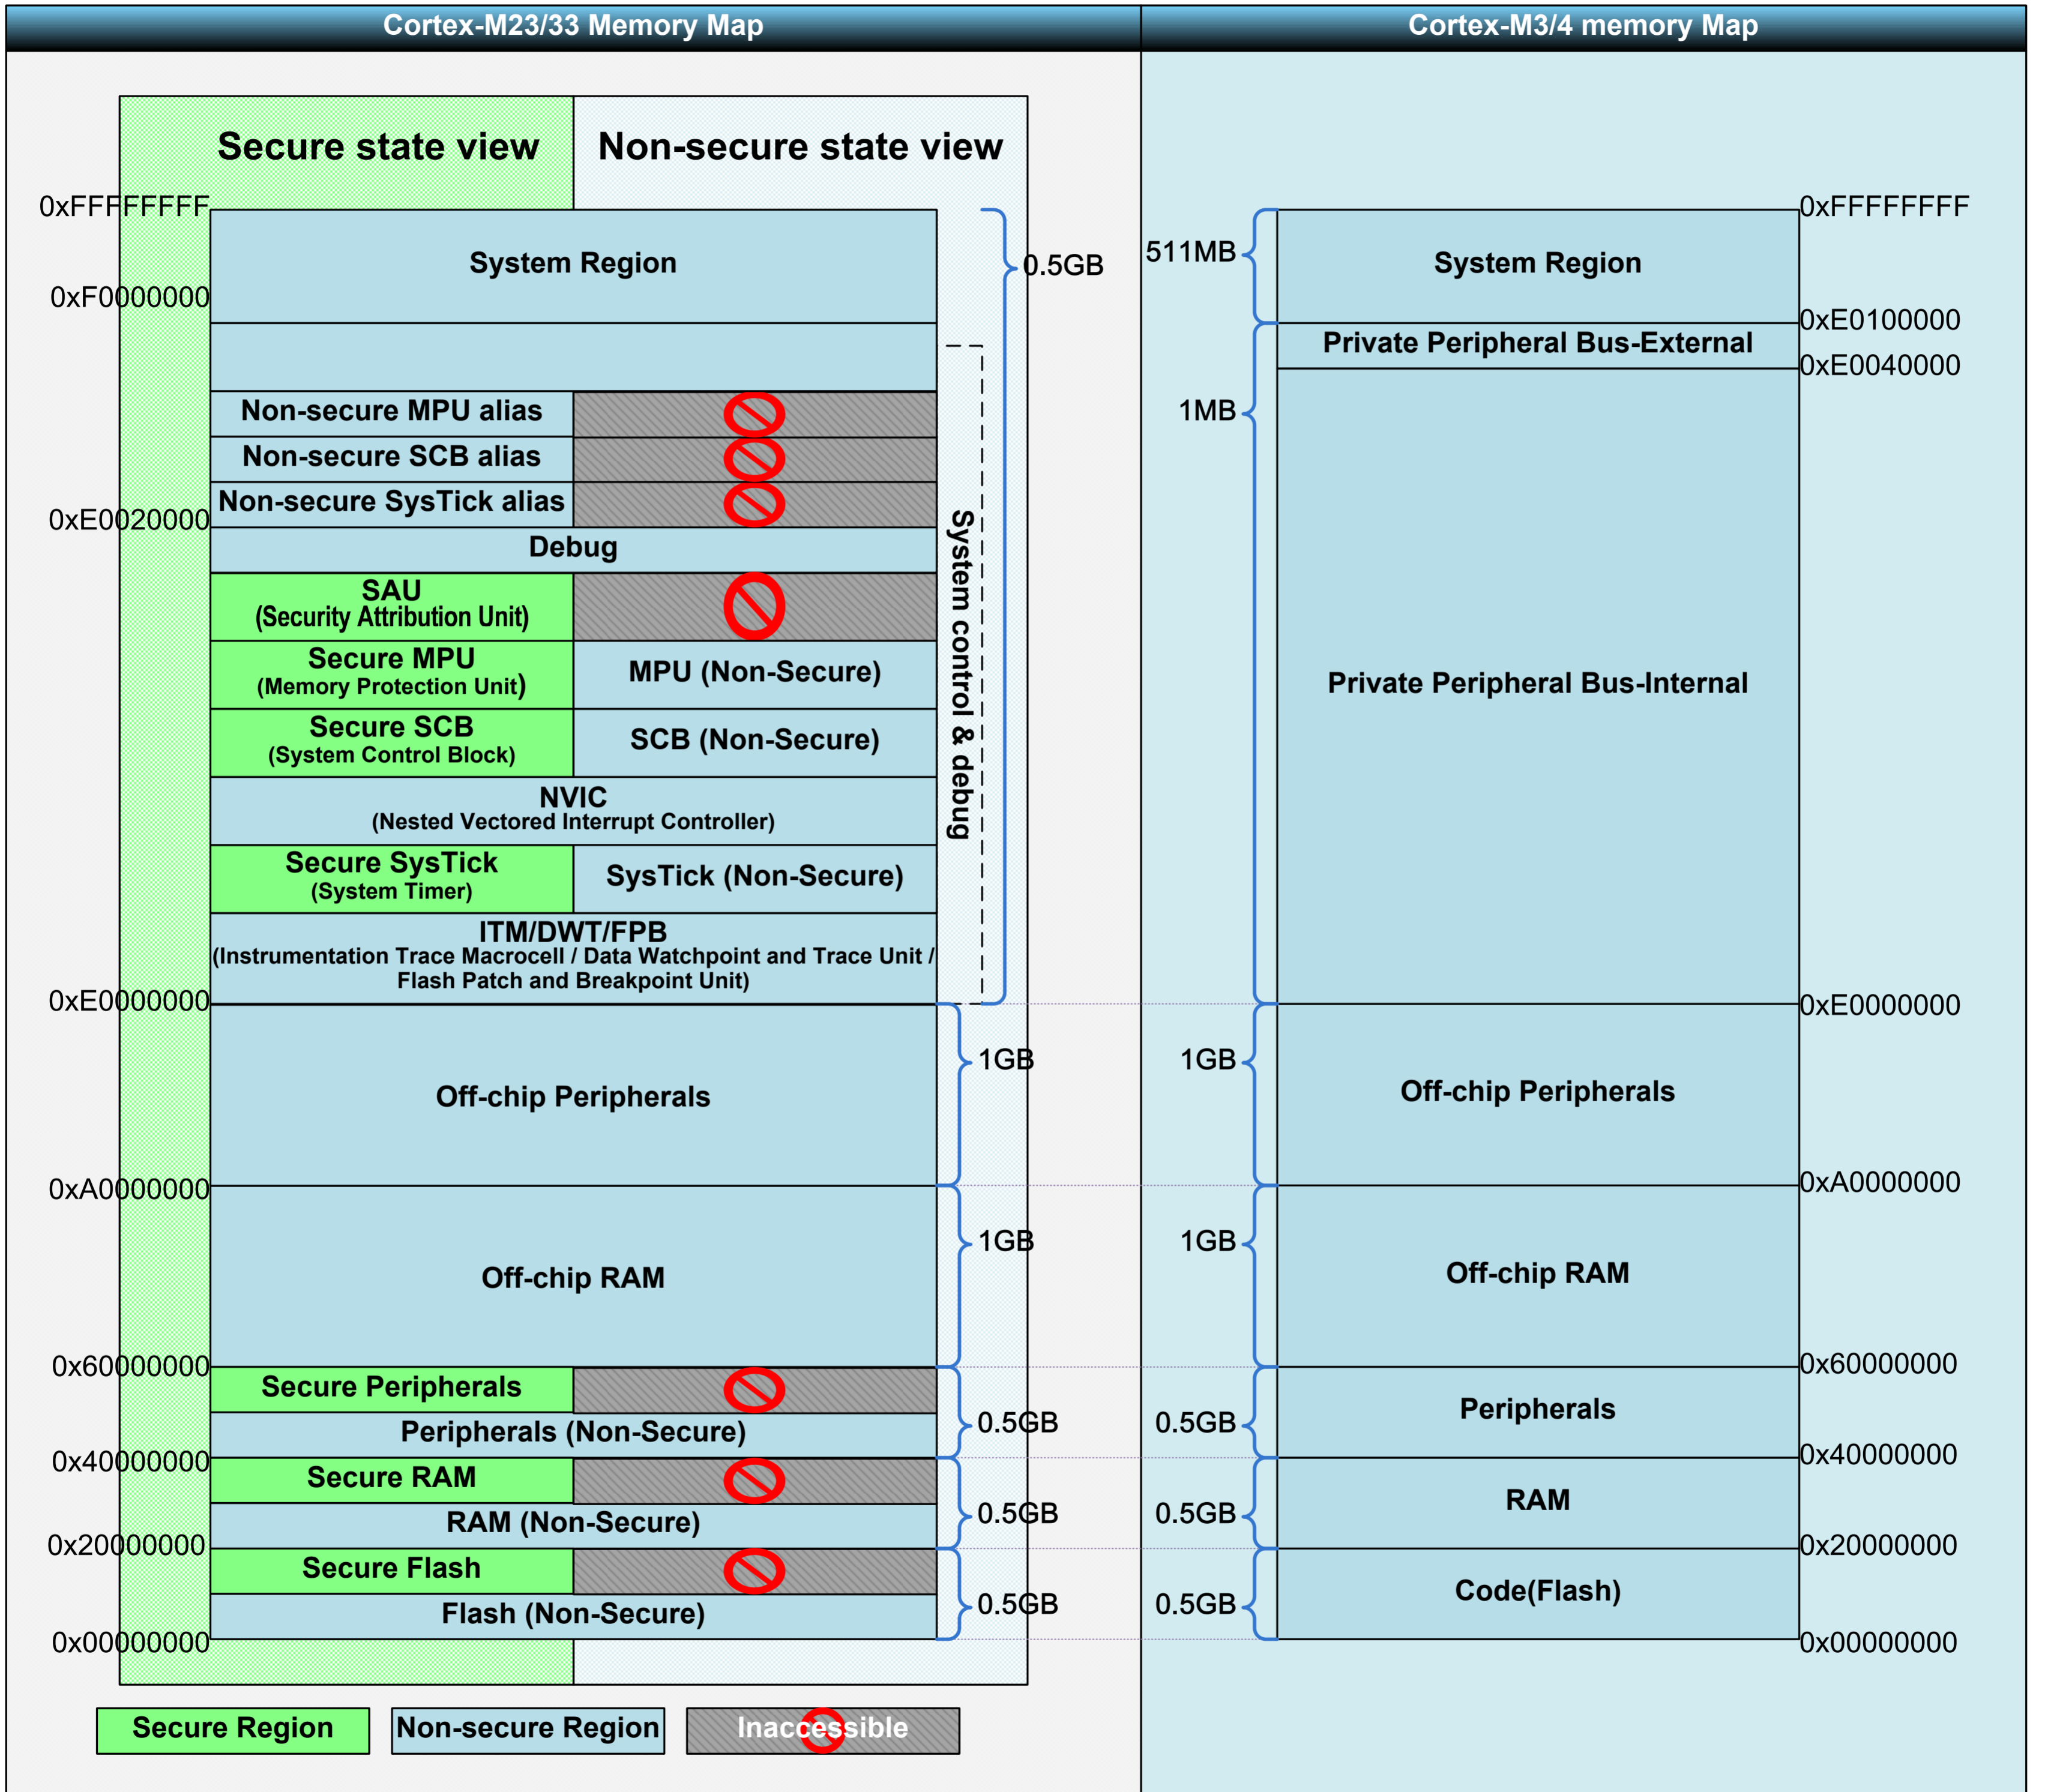 Cortex-M23/33 Memory Map
Secure state view
Non-secure state view
0xFFFFFFFF
System Region
0.5GB
0xF0000000
Non-secure MPU alias
Non-secure SCB alias
Non-secure SysTick alias
0xE0020000
Debug
SAU
(Security Attribution Unit)
Secure MPU
(Memory Protection Unit)
MPU (Non-Secure)
Secure SCB
(System Control Block)
SCB (Non-Secure)
NVIC
(Nested Vectored Interrupt Controller)
Secure SysTick
(System Timer)
SysTick (Non-Secure)
ITM/DWT/FPB
(Instrumentation Trace Macrocell / Data Watchpoint and Trace Unit /
Flash Patch and Breakpoint Unit)
System control & debug
0xE0000000
Off-chip Peripherals
1GB
0xA0000000
Off-chip RAM
1GB
0x60000000
Secure Peripherals
Peripherals (Non-Secure)
0.5GB
0x40000000
Secure RAM
RAM (Non-Secure)
0.5GB
0x20000000
Secure Flash
Flash (Non-Secure)
0.5GB
0x00000000
Secure Region
Non-secure Region
Inaccessible
Cortex-M3/4 memory Map
0xFFFFFFFF
511MB
System Region
0xE0100000
Private Peripheral Bus-External
0xE0040000
1MB
Private Peripheral Bus-Internal
0xE0000000
1GB
Off-chip Peripherals
0xA0000000
1GB
Off-chip RAM
0x60000000
0.5GB
Peripherals
0x40000000
0.5GB
RAM
0x20000000
0.5GB
Code(Flash)
0x00000000